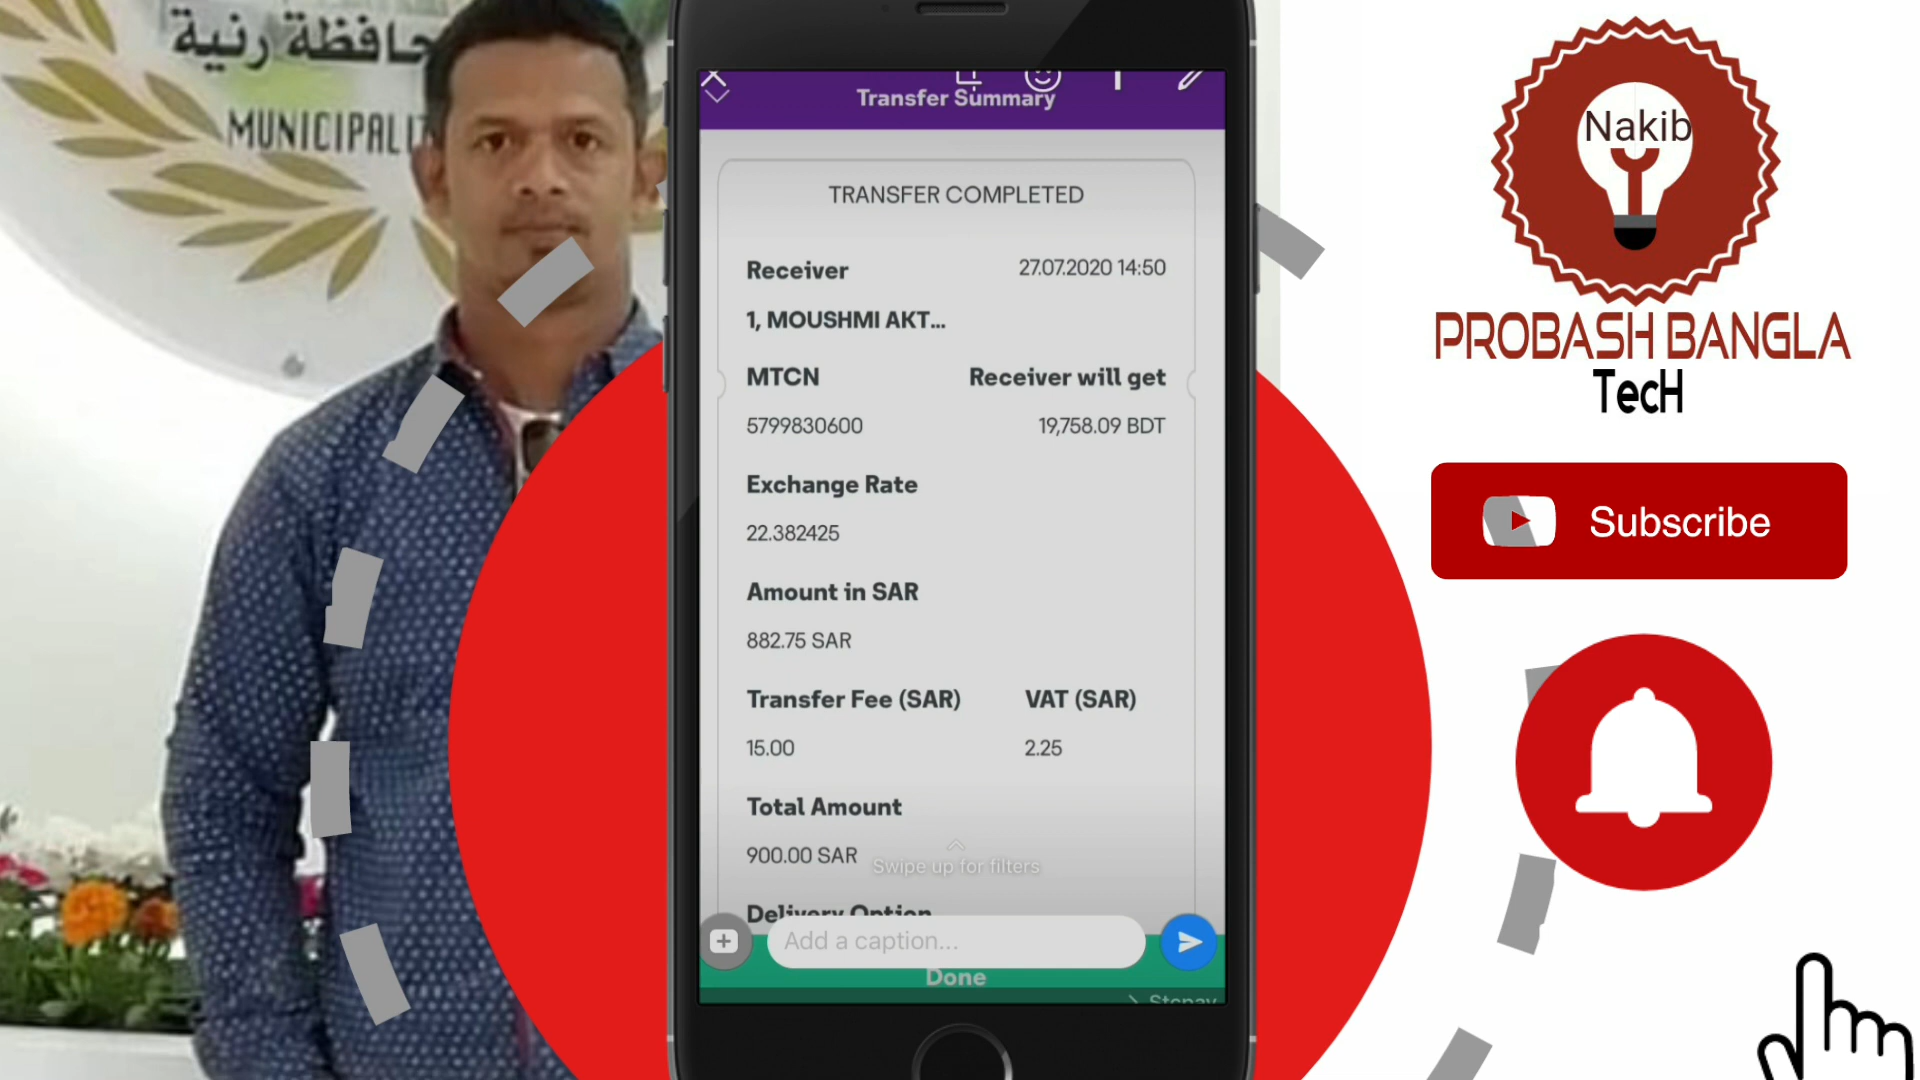 حافظة رنية
MUNICIPALI
Transfer Summary
TRANSFER COMPLETED
Receiver
27.07.2020 14:50
1, MOUSHMI AKT...
MTCN
Receiver will get
5799830600
19,758.09 BDT
Exchange Rate
22.382425
Amount in SAR
882.75 SAR
Transfer Fee (SAR)
VAT (SAR)
15.00
2.25
Total Amount
900.00 SAR
Swipe up for filters
Delivery Option
Add a caption...
Done
Stcpay
Nakib
PROBASH BANGLA
TecH
Subscribe